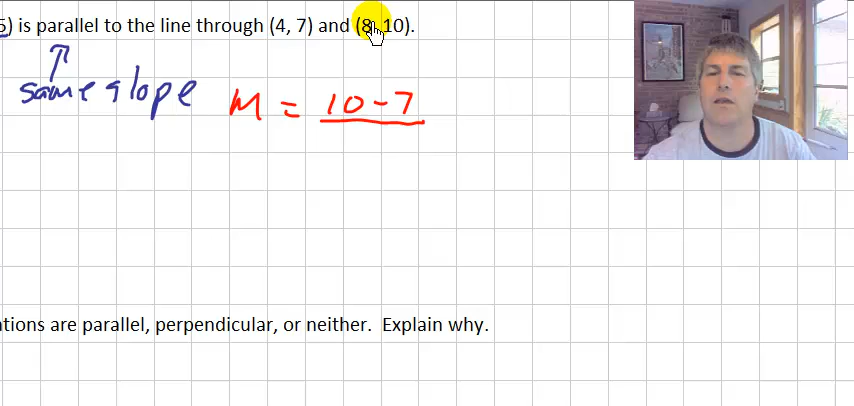 5) is parallel to the line through (4, 7) and (8, 10).
same slope M = 10 - 7
ations are parallel, perpendicular, or neither. Explain why.